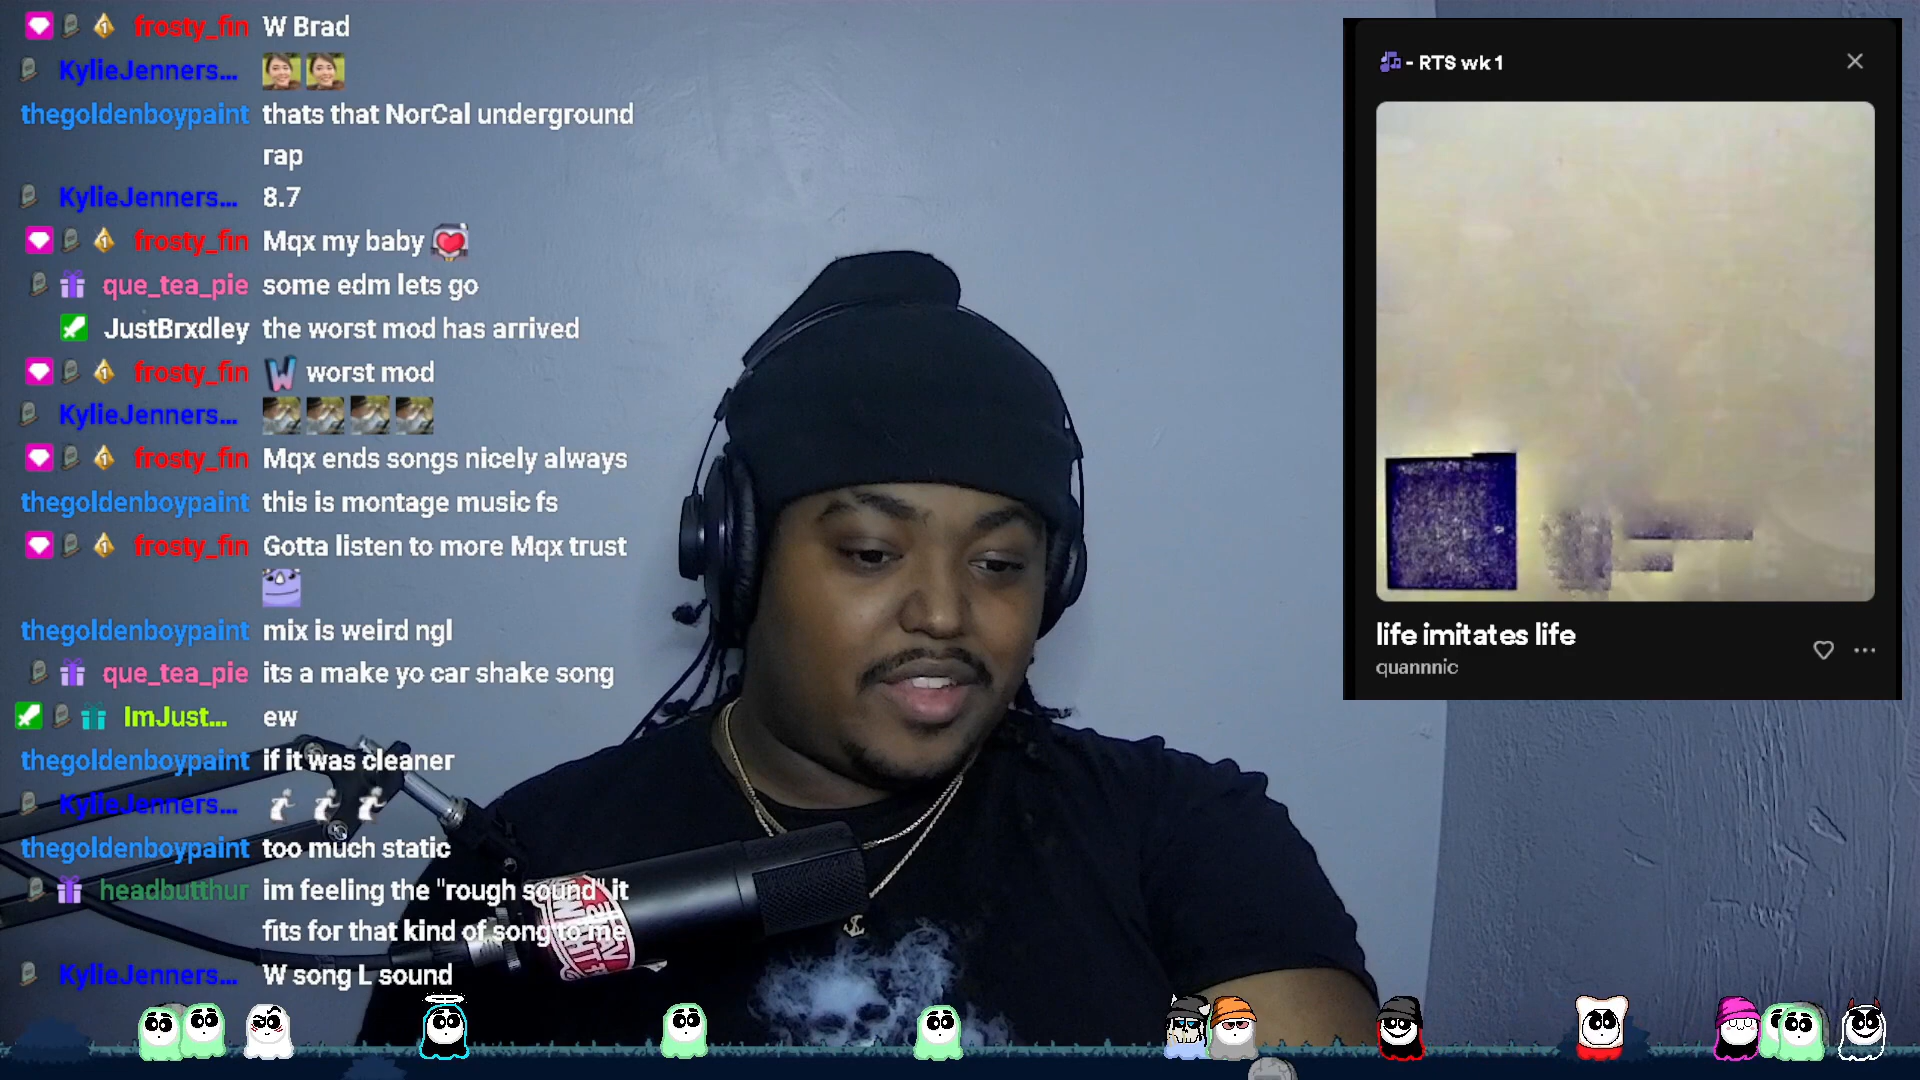 frosty_fin W Brad
KylieJenners...
thegoldenboypaint thats that NorCal underground
rap
KylieJenners... 8.7
frosty_fin Mqx my baby
que_tea_pie some edm lets go
JustBrxdley the worst mod has arrived
frosty_fin W worst mod
KylieJenners...
frosty_fin Mqx ends songs nicely always
thegoldenboypaint this is montage music fs
frosty_fin Gotta listen to more Mqx trust
thegoldenboypaint mix is weird ngl
que_tea_pie its a make yo car shake song
ImJust... ew
thegoldenboypaint if it was cleaner
KylieJenners...
thegoldenboypaint too much static
headbutthur im feeling the "rough sound" it
fits for that kind of song to me
KylieJenners... W song L sound
- RTS wk 1
life imitates life
quannnic